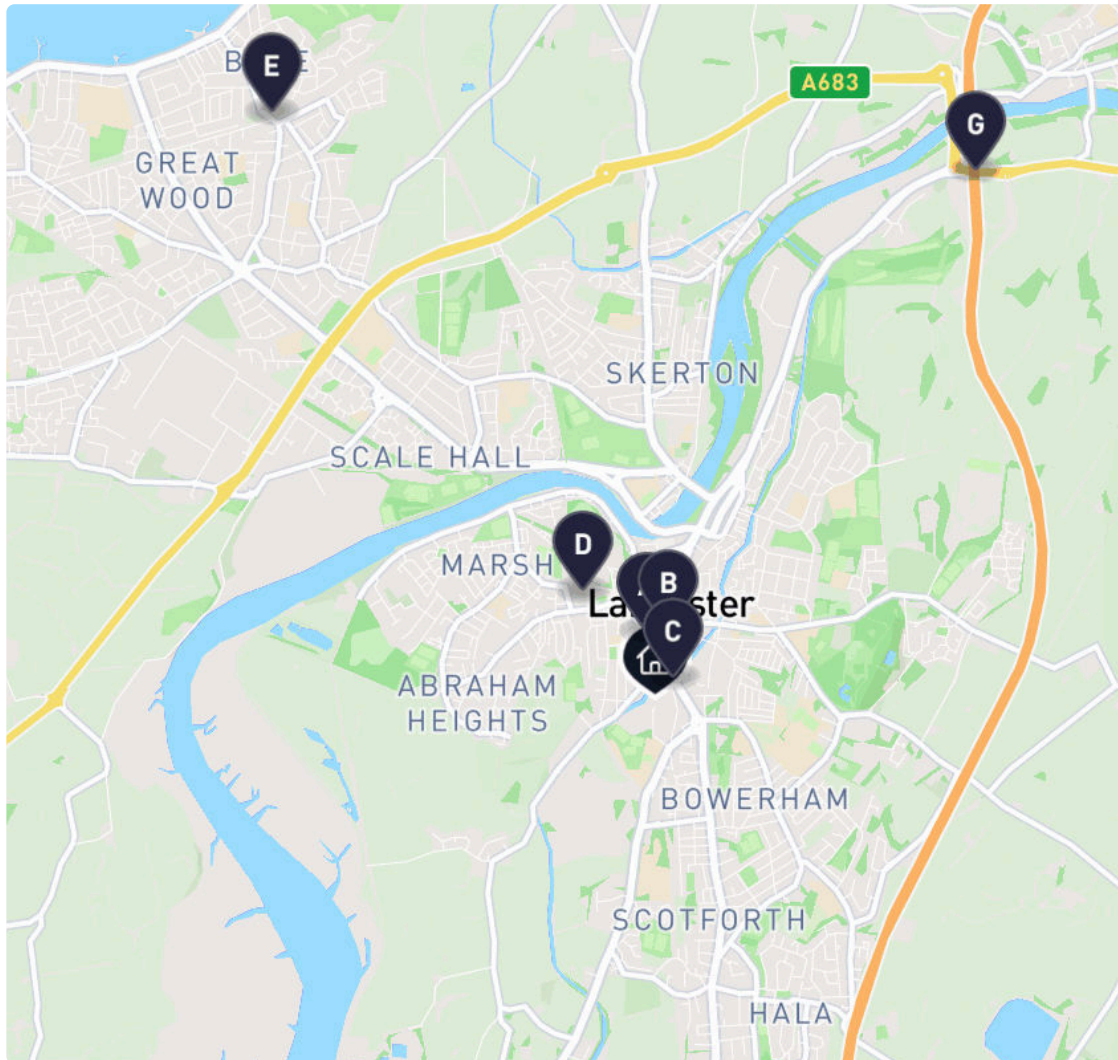 E
A683
G
GREAT
WOOD
SKERTON
SCALE HALL
D
MARSH
B
C
ABRAHAM
HEIGHTS
BOWERHAM
SCOTFORTH
HALA